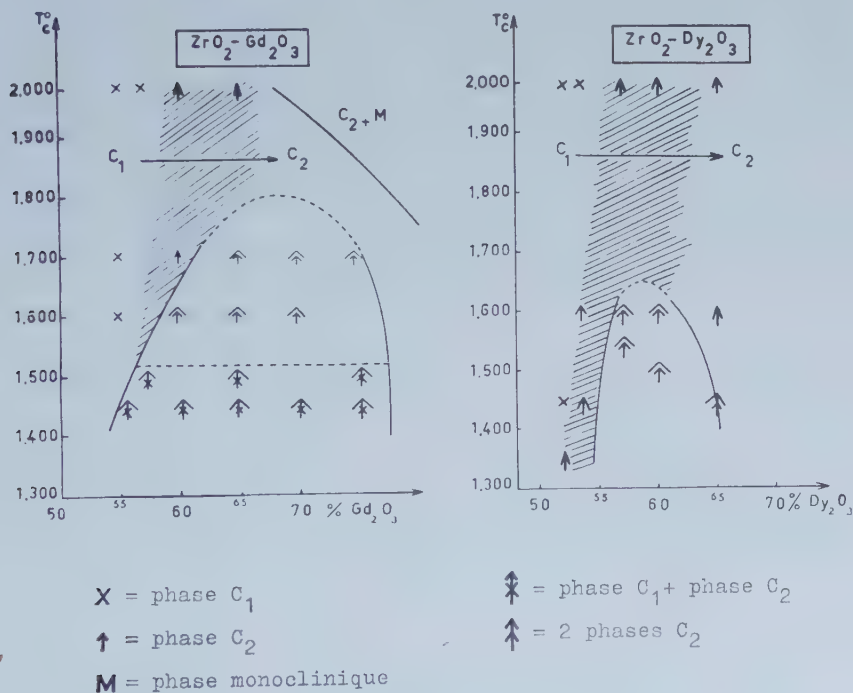 T°C
ZrO2-Gd2O3
2,000
1,900
1,800
1,700
1,600
1,500
1,400
1,300
C2+M
C1
C2
50
55
60
65
70
% Gd2O3
T°C
ZrO2-Dy2O3
2,000
1,900
1,800
1,700
1,600
1,500
1,400
1,300
C1
C2
50
55
60
65
70% Dy2O3
X = phase C1
↑ = phase C2
M = phase monoclinique
= phase C1+ phase C2
= 2 phases C2